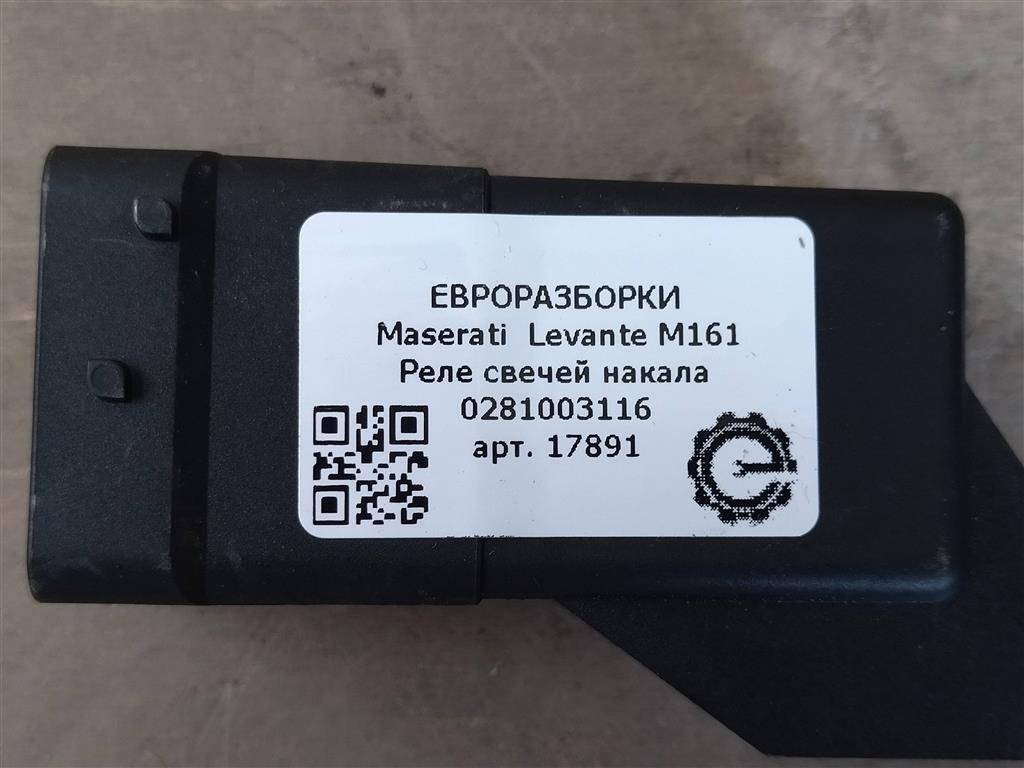 ЕВРОРАЗБОРКИ
Maserati Levante M161
Реле свечей накала
0281003116
арт. 17891